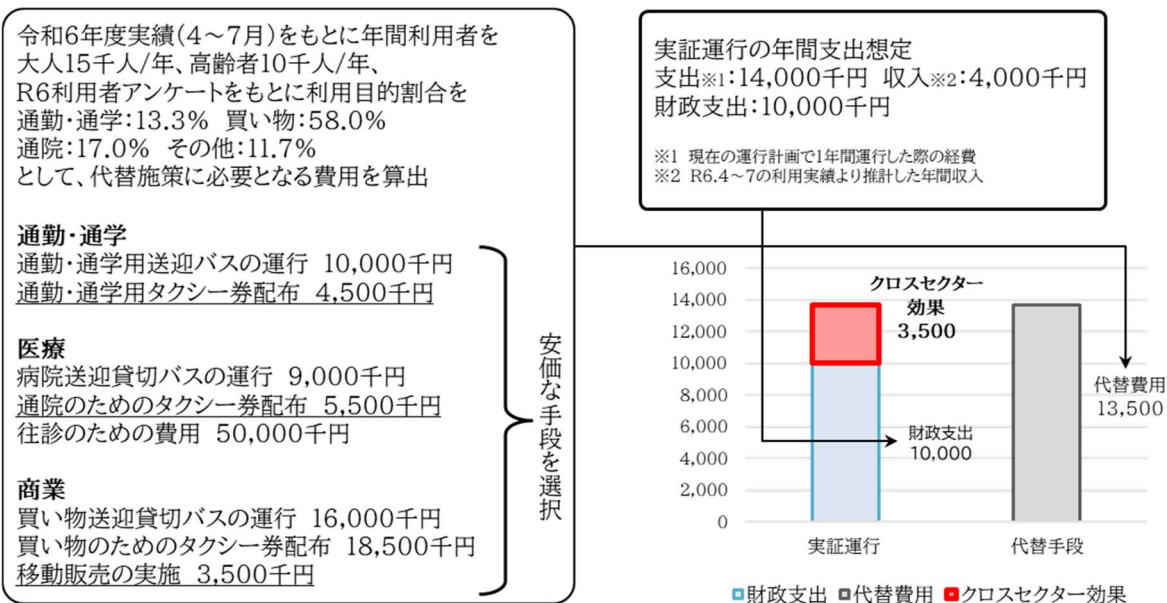 令和6年度実績(4～7月)をもとに年間利用者を
大人15千人/年、高齢者10千人/年、
R6利用者アンケートをもとに利用目的割合を
通勤・通学:13.3% 買い物:58.0%
通院:17.0% その他:11.7%
として、代替施策に必要となる費用を算出
通勤・通学
通勤・通学用送迎バスの運行 10,000千円
通勤・通学用タクシー券配布 4,500千円
医療
病院送迎貸切バスの運行 9,000千円
通院のためのタクシー券配布 5,500千円
往診のための費用 50,000千円
商業
買い物送迎貸切バスの運行 16,000千円
買い物のためのタクシー券配布 18,500千円
移動販売の実施 3,500千円
安価な手段を選択
実証運行の年間支出想定
支出※1:14,000千円 収入※2:4,000千円
財政支出:10,000千円
※1 現在の運行計画で1年間運行した際の経費
※2 R6.4～7の利用実績より推計した年間収入
16,000
14,000
12,000
10,000
8,000
6,000
4,000
2,000
0
クロスセクター
効果
3,500
財政支出
10,000
代替費用
13,500
実証運行
代替手段
財政支出 代替費用 クロスセクター効果